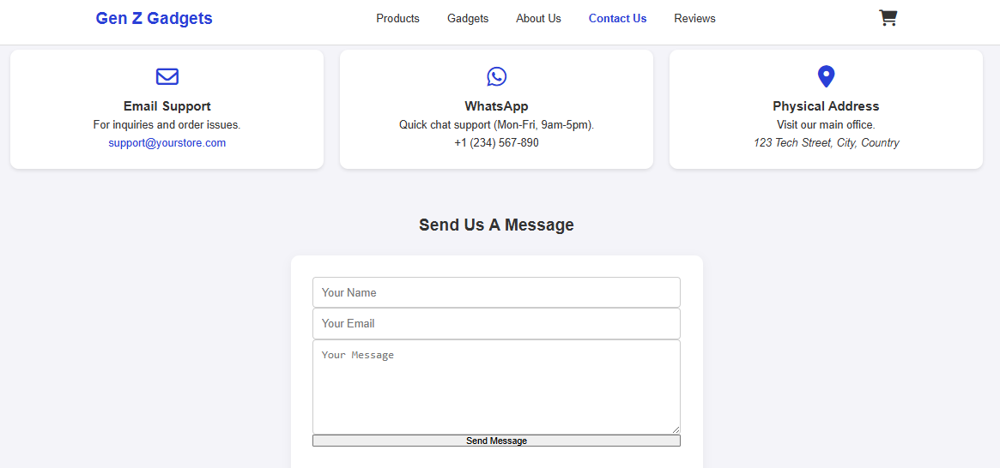 Gen Z Gadgets
Products
Gadgets
About Us
Contact Us
Reviews
Email Support
For inquiries and order issues.
support@yourstore.com
WhatsApp
Quick chat support (Mon-Fri, 9am-5pm).
+1 (234) 567-890
Physical Address
Visit our main office.
123 Tech Street, City, Country
Send Us A Message
Your Name
Your Email
Your Message
Send Message